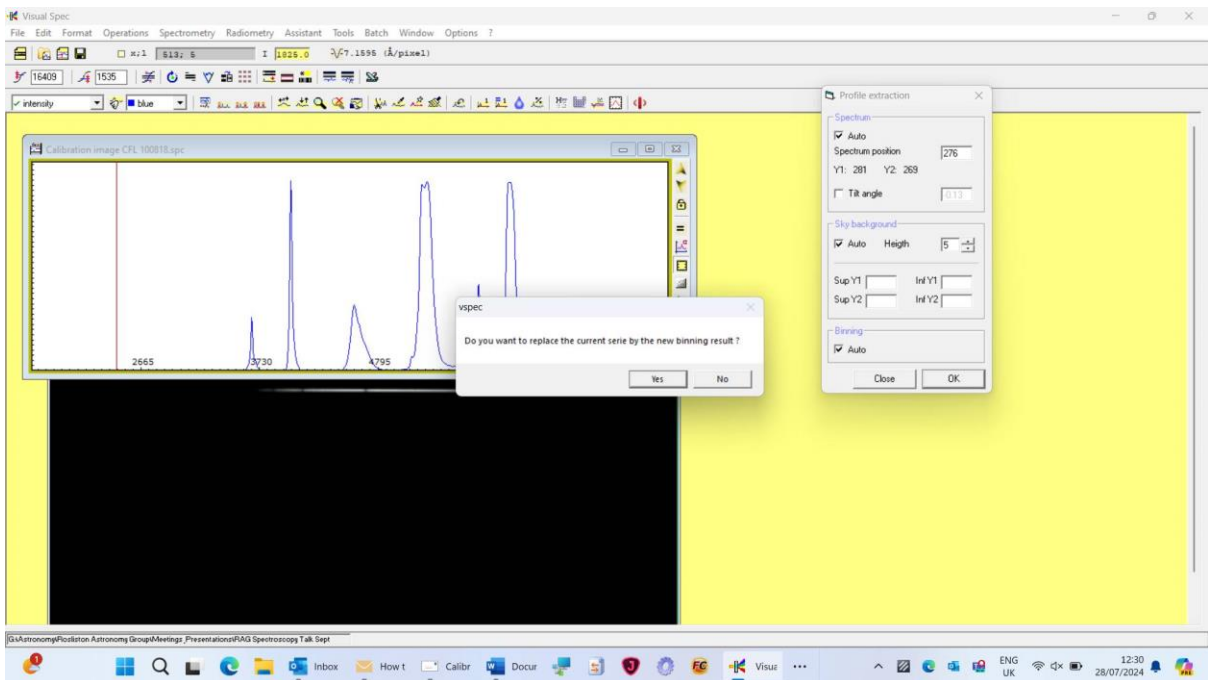 Visual Spec
File Edit Format Operations Spectrometry Radiometry Assistant Tools Batch Window Options ?
x;1 513; 5 I 1025.0 7.1595 (Å/pixel)
16409 1535
intensity blue
Calibration image CFL 100818.spc
2665 3730 4795
vspec
Do you want to replace the current serie by the new binning result ?
Yes No
Profile extraction
Spectrum
Auto
Spectrum position 276
Y1: 281 Y2: 269
Tilt angle -0.13
Sky background
Auto Heigth 5
Sup Y1 Inf Y1
Sup Y2 Inf Y2
Binning
Auto
Close OK
G:\Astronomy\Rosliston Astronomy Group\Meetings_Presentations\RAG Spectroscopy Talk Sept
Inbox How t Calibr Docur FG Visua ...
ENG
UK
12:30
28/07/2024